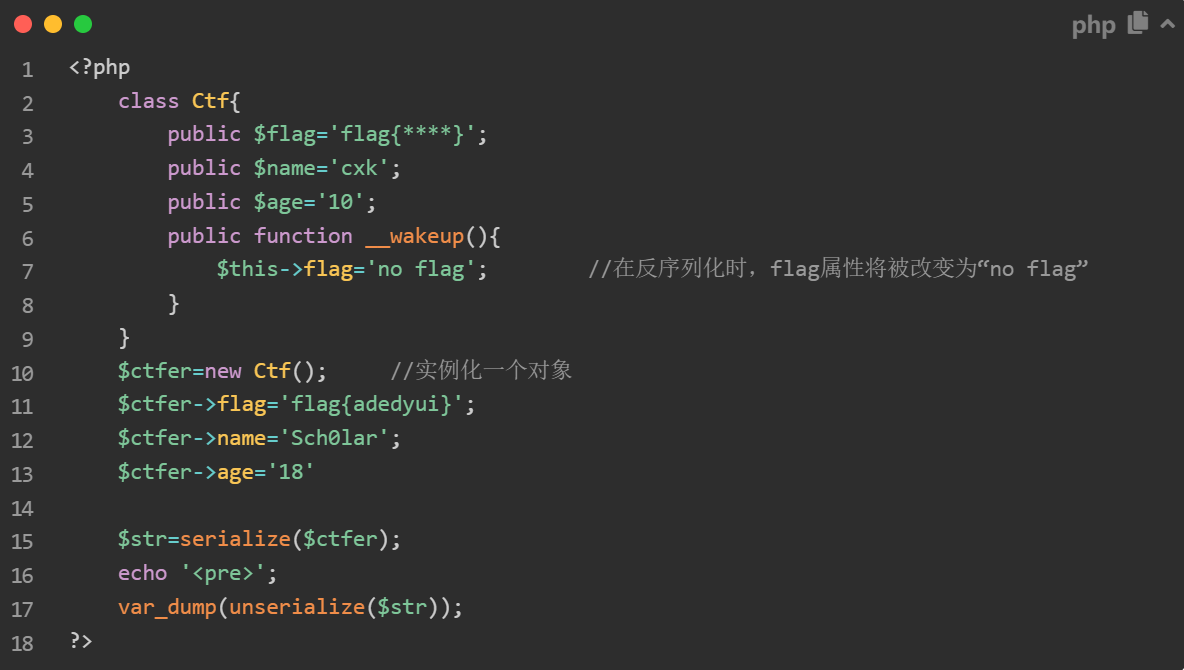 php
1 <?php
2     class Ctf{
3         public $flag='flag{****}';
4         public $name='cxk';
5         public $age='10';
6         public function __wakeup(){
7             $this->flag='no flag';        //在反序列化时，flag属性将被改变为“no flag”
8         }
9     }
10     $ctfer=new Ctf();     //实例化一个对象
11     $ctfer->flag='flag{adedyui}';
12     $ctfer->name='Sch0lar';
13     $ctfer->age='18'
14
15     $str=serialize($ctfer);
16     echo '<pre>';
17     var_dump(unserialize($str));
18 ?>